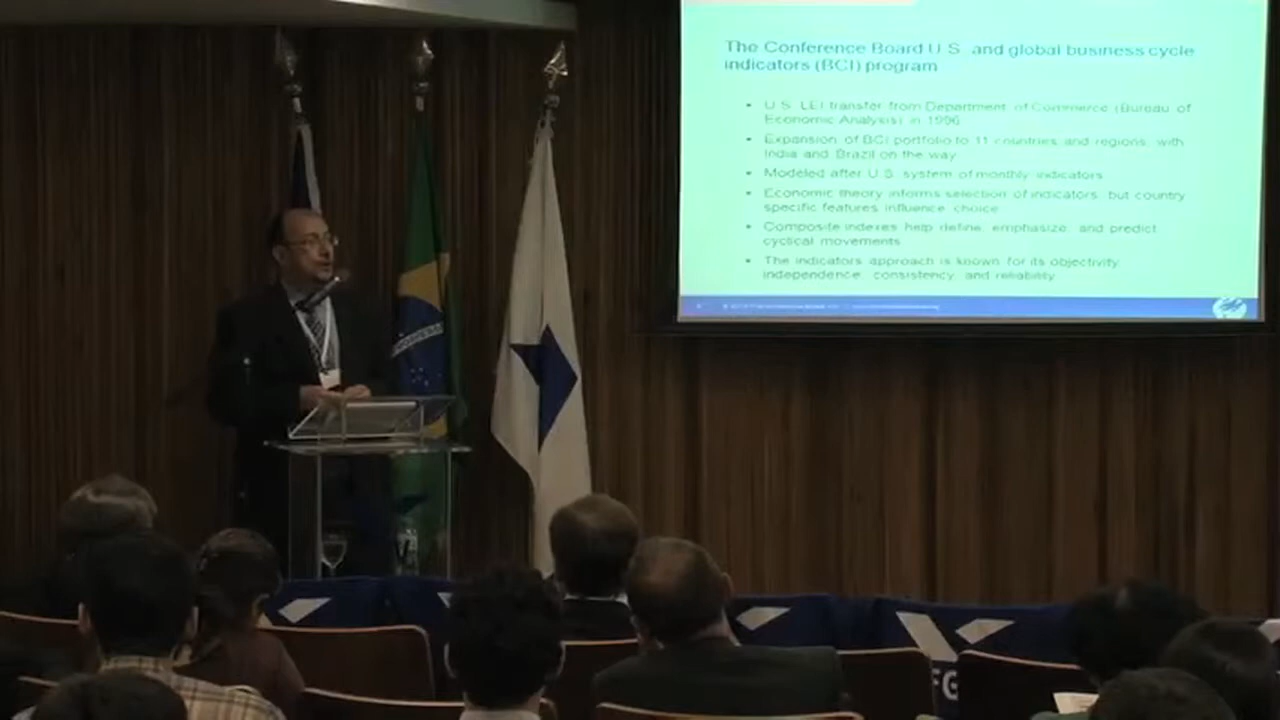 The Conference Board U.S. and global business cycle
indicators (BCI) program
• U.S. LEI transfer from Department of Commerce (Bureau of
Economic Analysis) in 1996
• Expansion of BCI portfolio to 11 countries and regions, with
India and Brazil on the way
• Modeled after U.S. system of monthly indicators
• Economic theory informs selection of indicators, but country
specific features influence choice
• Composite indexes help define, emphasize, and predict
cyclical movements
• The indicators approach is known for its objectivity,
independence, consistency, and reliability
FG